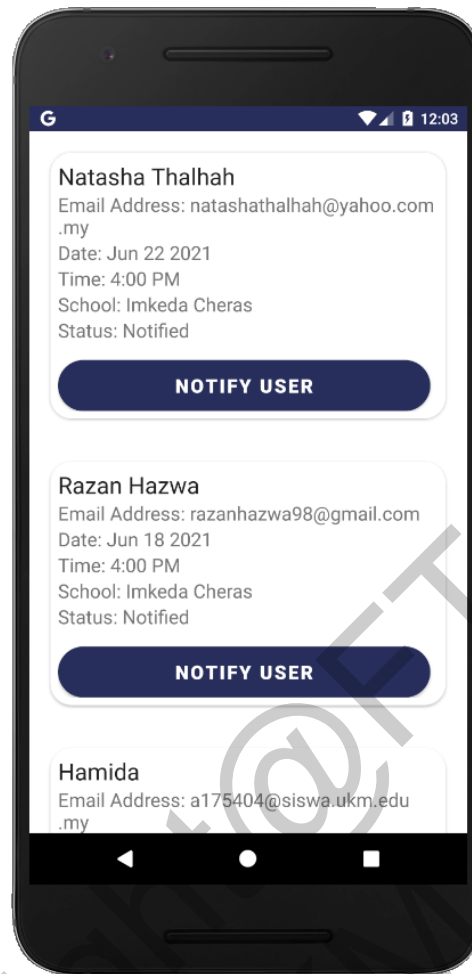 G 12:03
Natasha Thalhah
Email Address: natashathalhah@yahoo.com
.my
Date: Jun 22 2021
Time: 4:00 PM
School: Imkeda Cheras
Status: Notified
NOTIFY USER
Razan Hazwa
Email Address: razanhazwa98@gmail.com
Date: Jun 18 2021
Time: 4:00 PM
School: Imkeda Cheras
Status: Notified
NOTIFY USER
Hamida
Email Address: a175404@siswa.ukm.edu
.my